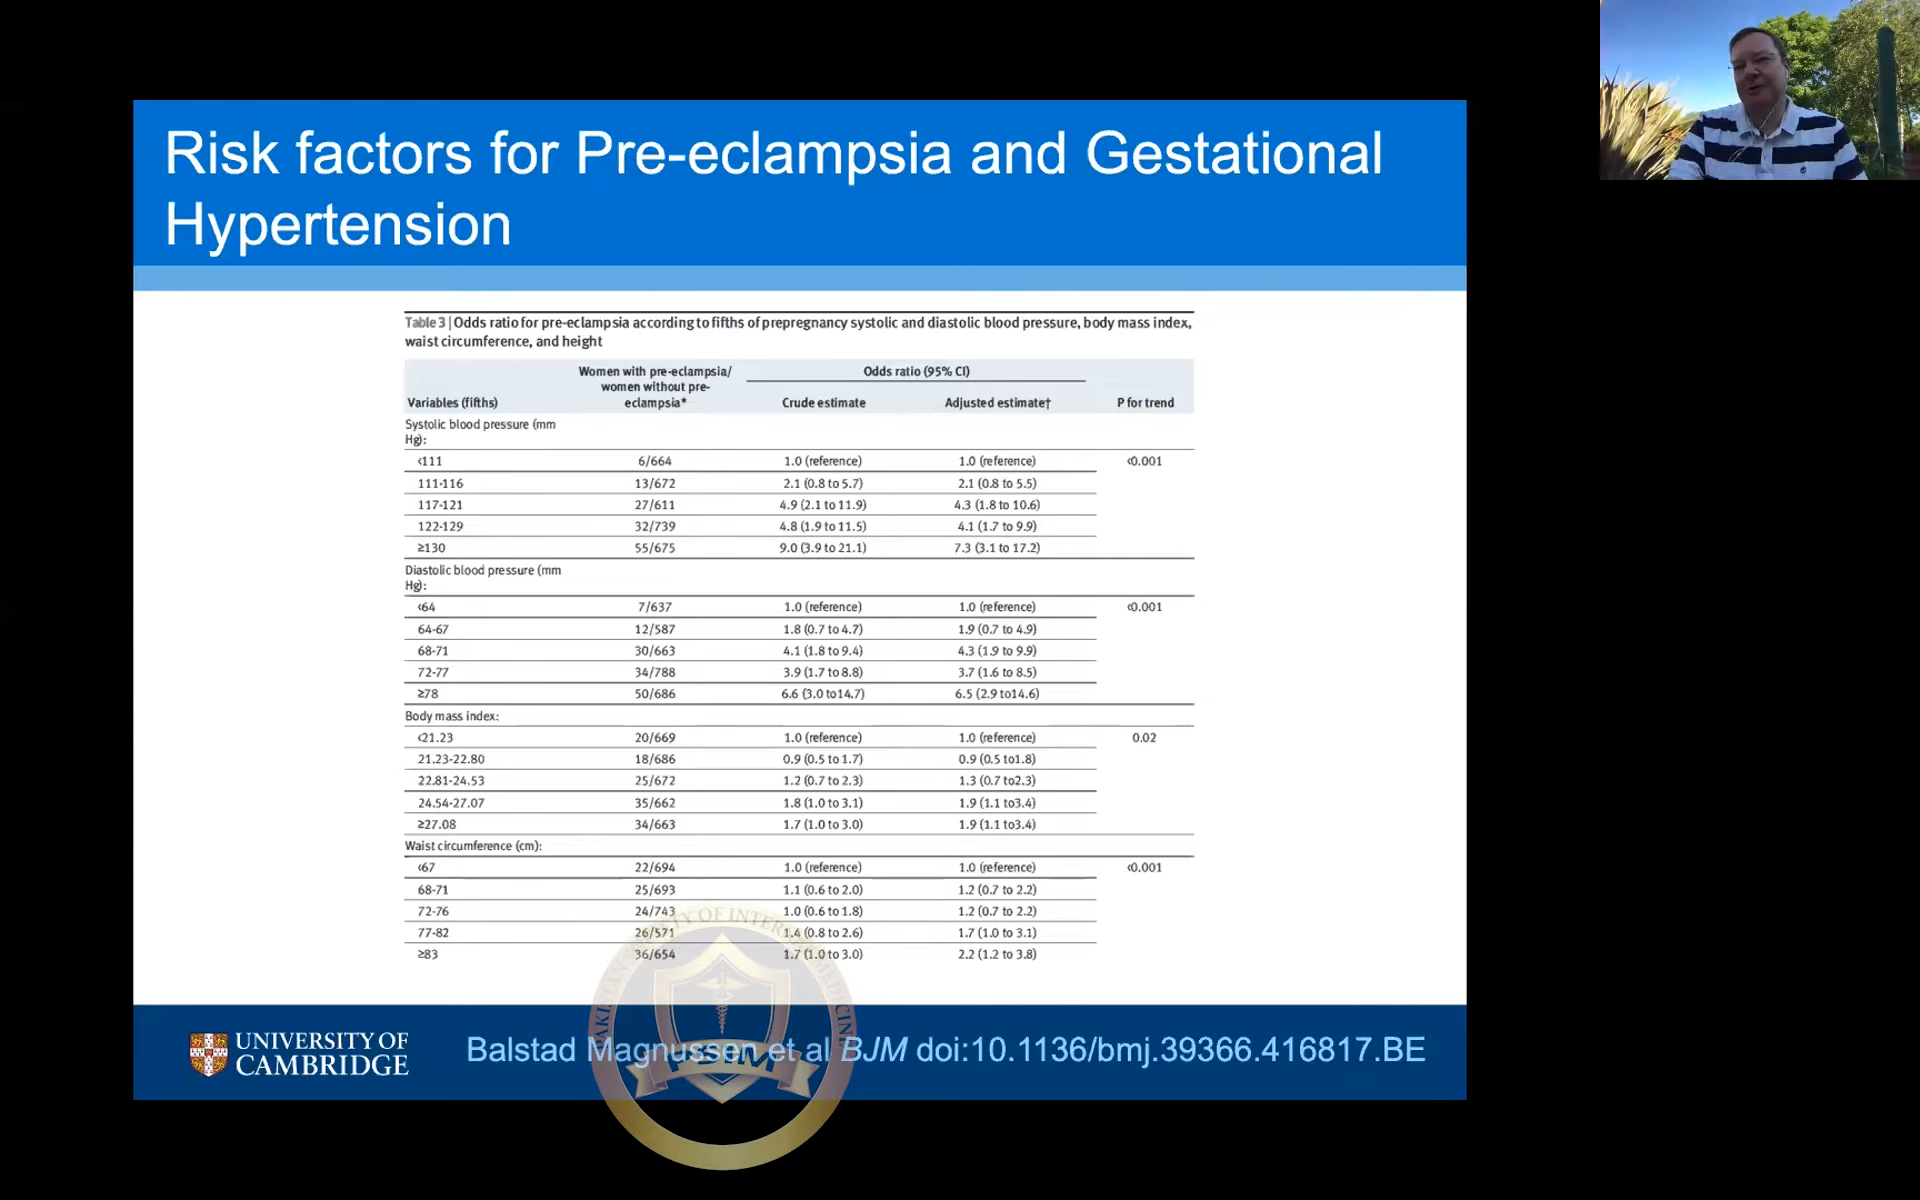 Risk factors for Pre-eclampsia and Gestational
Hypertension
Table 3 | Odds ratio for pre-eclampsia according to fifths of prepregnancy systolic and diastolic blood pressure, body mass index,
waist circumference, and height
Variables (fifths) Women with pre-eclampsia/ women without pre-eclampsia* Odds ratio (95% CI)
Crude estimate Adjusted estimate† P for trend
Systolic blood pressure (mm
Hg):
<111 6/664 1.0 (reference) 1.0 (reference) <0.001
111-116 13/672 2.1 (0.8 to 5.7) 2.1 (0.8 to 5.5)
117-121 27/611 4.9 (2.1 to 11.9) 4.3 (1.8 to 10.6)
122-129 32/739 4.8 (1.9 to 11.5) 4.1 (1.7 to 9.9)
≥130 55/675 9.0 (3.9 to 21.1) 7.3 (3.1 to 17.2)
Diastolic blood pressure (mm
Hg):
<64 7/637 1.0 (reference) 1.0 (reference) <0.001
64-67 12/587 1.8 (0.7 to 4.7) 1.9 (0.7 to 4.9)
68-71 30/663 4.1 (1.8 to 9.4) 4.3 (1.9 to 9.9)
72-77 34/788 3.9 (1.7 to 8.8) 3.7 (1.6 to 8.5)
≥78 50/686 6.6 (3.0 to14.7) 6.5 (2.9 to14.6)
Body mass index:
<21.23 20/669 1.0 (reference) 1.0 (reference) 0.02
21.23-22.80 18/686 0.9 (0.5 to 1.7) 0.9 (0.5 to1.8)
22.81-24.53 25/672 1.2 (0.7 to 2.3) 1.3 (0.7 to2.3)
24.54-27.07 35/662 1.8 (1.0 to 3.1) 1.9 (1.1 to3.4)
≥27.08 34/663 1.7 (1.0 to 3.0) 1.9 (1.1 to3.4)
Waist circumference (cm):
<67 22/694 1.0 (reference) 1.0 (reference) <0.001
68-71 25/693 1.1 (0.6 to 2.0) 1.2 (0.7 to 2.2)
72-76 24/743 1.0 (0.6 to 1.8) 1.2 (0.7 to 2.2)
77-82 26/571 1.4 (0.8 to 2.6) 1.7 (1.0 to 3.1)
≥83 36/654 1.7 (1.0 to 3.0) 2.2 (1.2 to 3.8)
UNIVERSITY OF
CAMBRIDGE
Balstad Magnussen et al BJM doi:10.1136/bmj.39366.416817.BE
PSIM